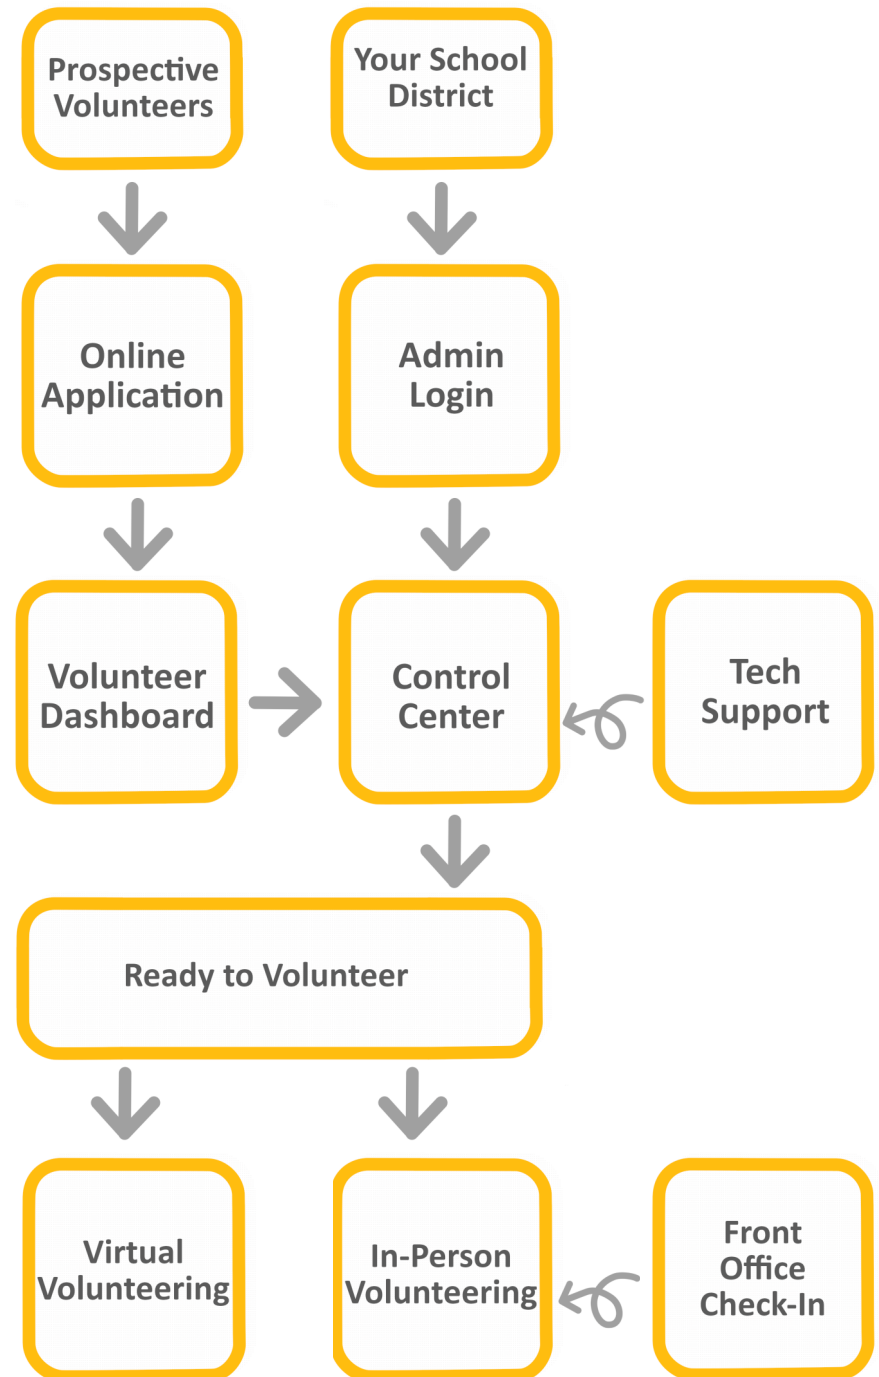 Prospective
Volunteers
Your School
District
Online
Application
Admin
Login
Volunteer
Dashboard
Control
Center
Tech
Support
Ready to Volunteer
Virtual
Volunteering
In-Person
Volunteering
Front
Office
Check-In